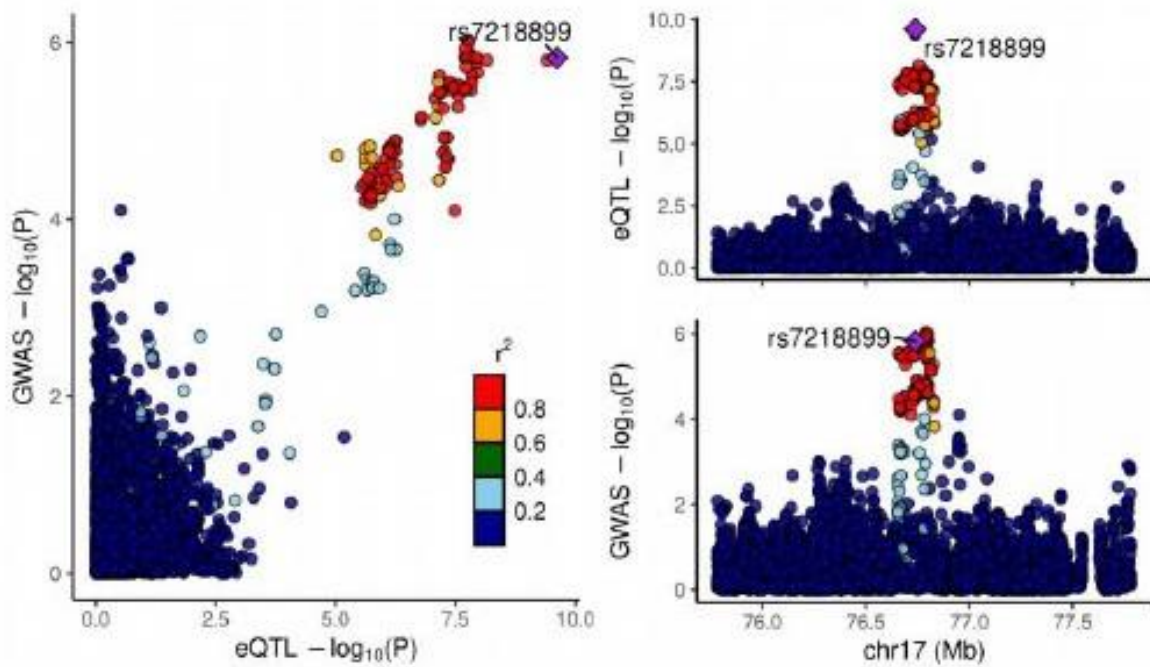 rs7218899
6
4
2
0
GWAS −log₁₀(P)
r²
0.8
0.6
0.4
0.2
0.0 2.5 5.0 7.5 10.0
eQTL −log₁₀(P)
10.0
7.5
5.0
2.5
0.0
eQTL −log₁₀(P)
rs7218899
6
4
2
0
GWAS −log₁₀(P)
rs7218899
76.0 76.5 77.0 77.5
chr17 (Mb)